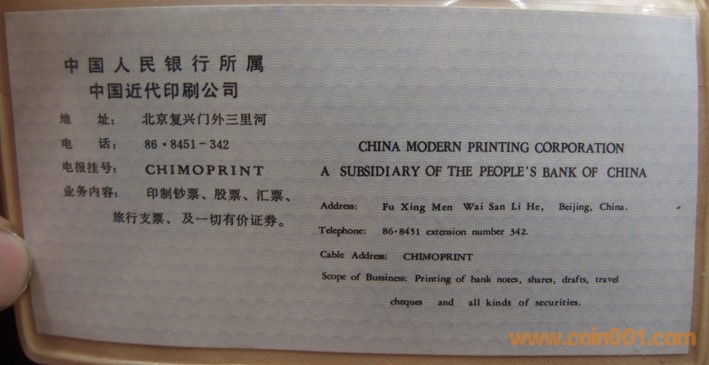 中国人民银行所属
中国近代印刷公司
地 址： 北京复兴门外三里河
电 话： 86·8451-342
电报挂号： CHIMOPRINT
业务内容： 印制钞票、股票、汇票、
旅行支票、及一切有价证券。
CHINA MODERN PRINTING CORPORATION
A SUBSIDIARY OF THE PEOPLE'S BANK OF CHINA
Address: Fu Xing Men Wai San Li He, Beijing, China.
Telephone: 86·8451 extension number 342.
Cable Address: CHIMOPRINT
Scope of Bussiness: Printing of bank notes, shares, drafts, travel
cheques and all kinds of securities.
www.coin001.com